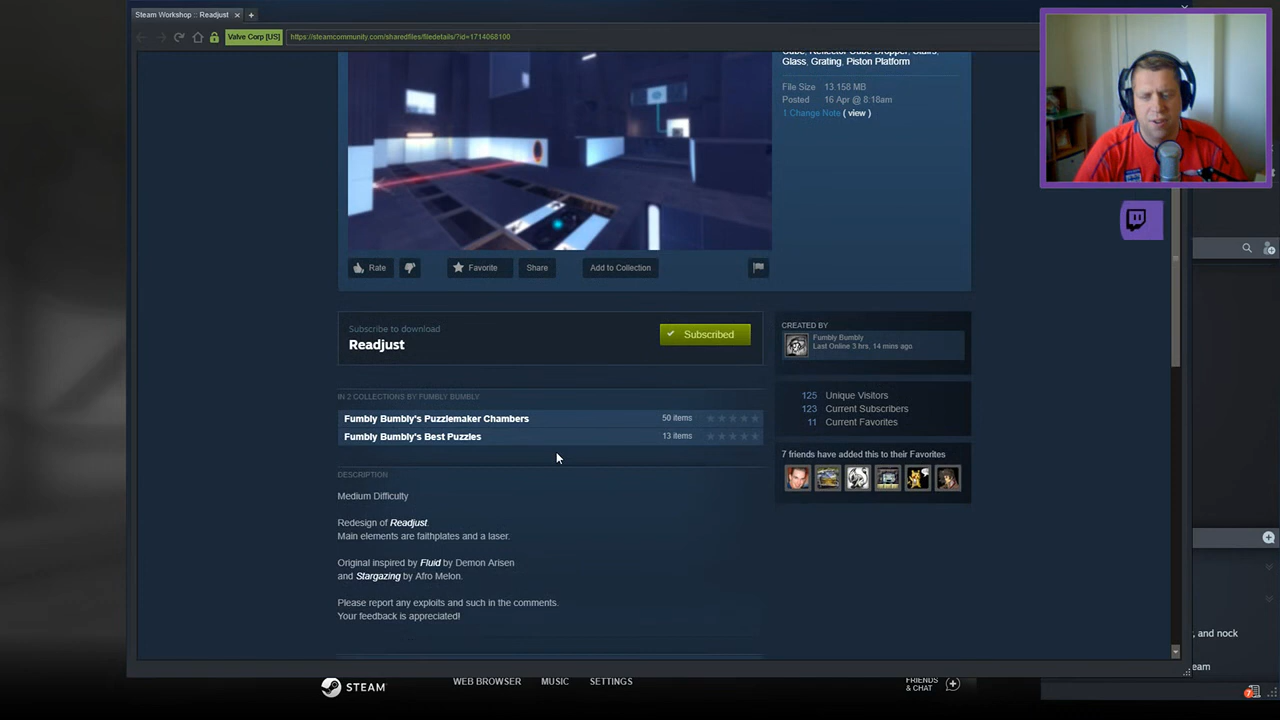 Steam Workshop :: Readjust × +
Valve Corp [US] https://steamcommunity.com/sharedfiles/filedetails/?id=1714068100
Cube, Reflector Cube Dropper, Stairs,
Glass, Grating, Piston Platform
File Size 13.158 MB
Posted 16 Apr @ 8:18am
1 Change Note ( view )
Rate Favorite Share Add to Collection
Subscribe to download
Readjust
Subscribed
CREATED BY
Fumbly Bumbly
Last Online 3 hrs, 14 mins ago
IN 2 COLLECTIONS BY FUMBLY BUMBLY
Fumbly Bumbly's Puzzlemaker Chambers 50 items
Fumbly Bumbly's Best Puzzles 13 items
125 Unique Visitors
123 Current Subscribers
11 Current Favorites
7 friends have added this to their Favorites
DESCRIPTION
Medium Difficulty
Redesign of Readjust.
Main elements are faithplates and a laser.
Original inspired by Fluid by Demon Arisen
and Stargazing by Afro Melon.
Please report any exploits and such in the comments.
Your feedback is appreciated!
, and nock
eam
STEAM
WEB BROWSER MUSIC SETTINGS
FRIENDS
& CHAT
7